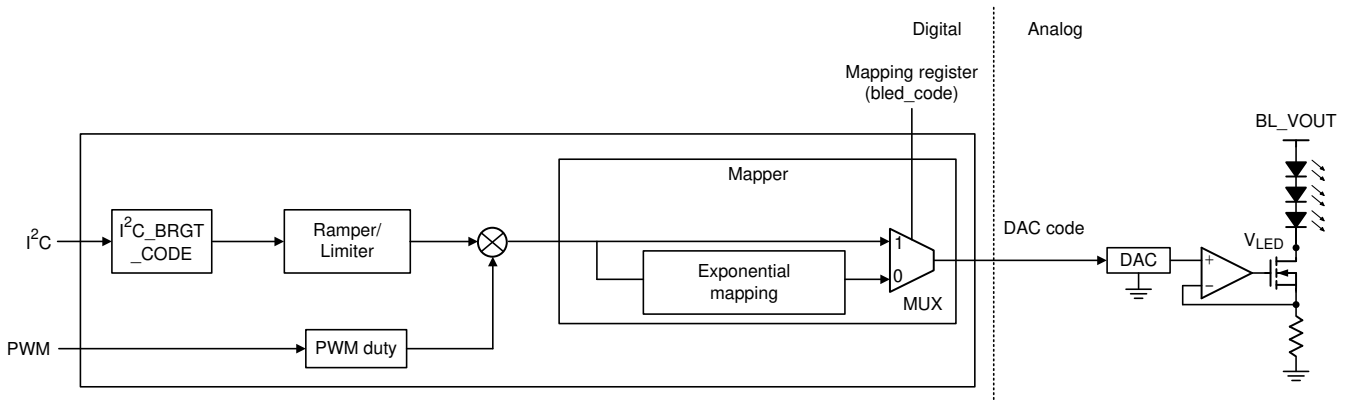 Digital
Analog
Mapping register
(bled_code)
BL_VOUT
Mapper
I²C
I²C_BRGT
_CODE
Ramper/
Limiter
1
DAC code
VLED
Exponential
mapping
0
MUX
DAC
+
−
PWM
PWM duty